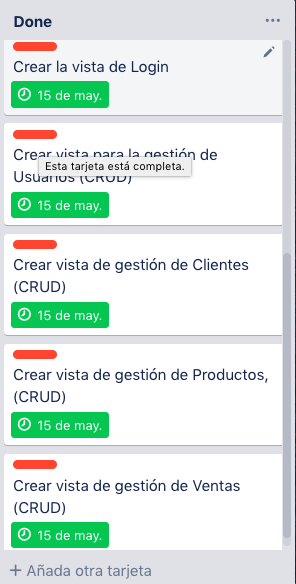 Done
Crear la vista de Login
15 de may.
Crear vista para la gestión de
Usuarios (CRUD)
Esta tarjeta está completa.
15 de may.
Crear vista de gestión de Clientes
(CRUD)
15 de may.
Crear vista de gestión de Productos,
(CRUD)
15 de may.
Crear vista de gestión de Ventas
(CRUD)
15 de may.
+ Añada otra tarjeta